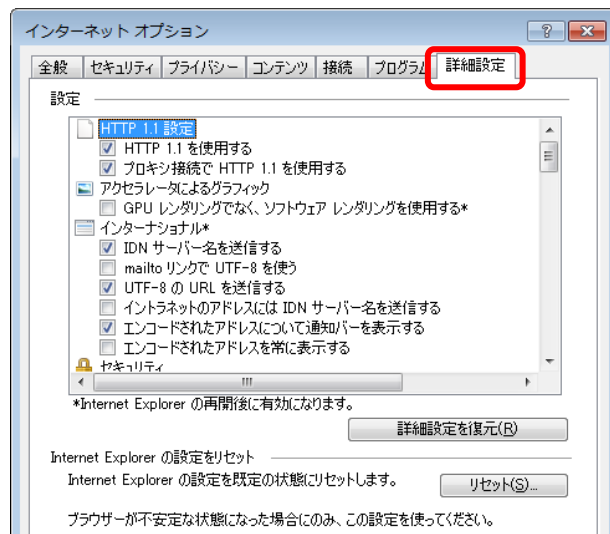 インターネット オプション
全般 セキュリティ プライバシー コンテンツ 接続 プログラム 詳細設定
設定
HTTP 1.1 設定
HTTP 1.1 を使用する
プロキシ接続で HTTP 1.1 を使用する
アクセラレータによるグラフィック
GPU レンダリングでなく、ソフトウェア レンダリングを使用する*
インターナショナル*
IDN サーバー名を送信する
mailto リンクで UTF-8 を使う
UTF-8 の URL を送信する
イントラネットのアドレスには IDN サーバー名を送信する
エンコードされたアドレスについて通知バーを表示する
エンコードされたアドレスを常に表示する
セキュリティ
*Internet Explorer の再開後に有効になります。
詳細設定を復元(R)
Internet Explorer の設定をリセット
Internet Explorer の設定を既定の状態にリセットします。
リセット(S)...
ブラウザーが不安定な状態になった場合にのみ、この設定を使ってください。